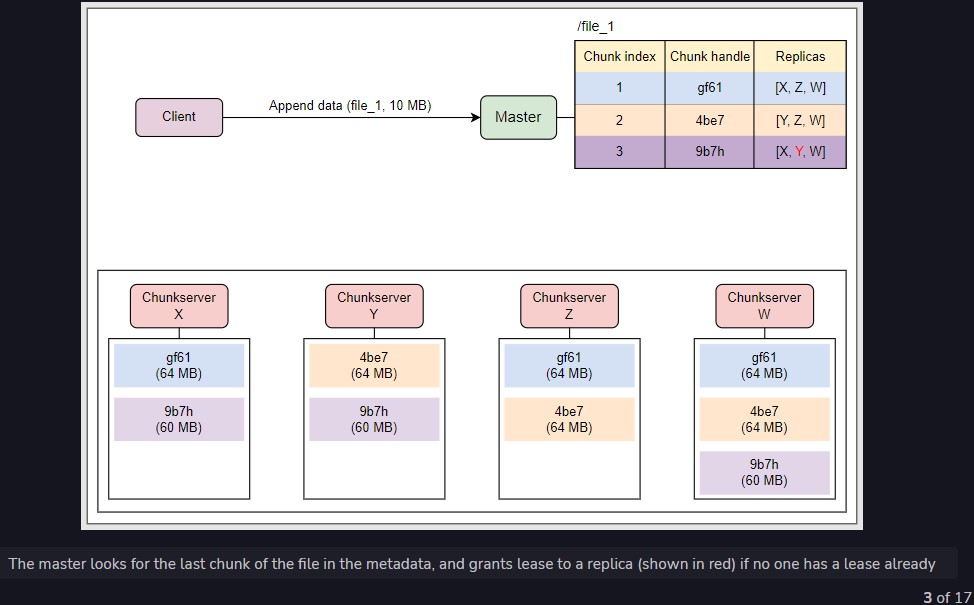 /file_1
Chunk index Chunk handle Replicas
1 gf61 [X, Z, W]
2 4be7 [Y, Z, W]
3 9b7h [X, Y, W]
Client
Append data (file_1, 10 MB)
Master
Chunkserver
X
Chunkserver
Y
Chunkserver
Z
Chunkserver
W
gf61
(64 MB)
9b7h
(60 MB)
4be7
(64 MB)
9b7h
(60 MB)
gf61
(64 MB)
4be7
(64 MB)
gf61
(64 MB)
4be7
(64 MB)
9b7h
(60 MB)
The master looks for the last chunk of the file in the metadata, and grants lease to a replica (shown in red) if no one has a lease already
3 of 17